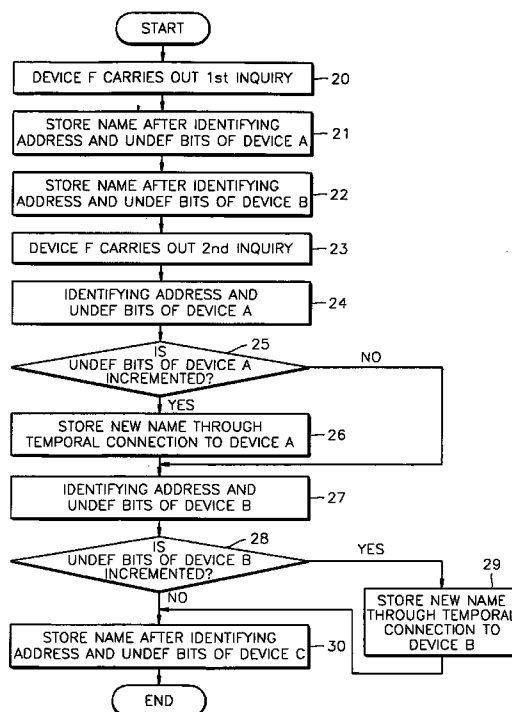 START
DEVICE F CARRIES OUT 1st INQUIRY
20
STORE NAME AFTER IDENTIFYING
ADDRESS AND UNDEF BITS OF DEVICE A
21
STORE NAME AFTER IDENTIFYING
ADDRESS AND UNDEF BITS OF DEVICE B
22
DEVICE F CARRIES OUT 2nd INQUIRY
23
IDENTIFYING ADDRESS AND
UNDEF BITS OF DEVICE A
24
25
IS
UNDEF BITS OF DEVICE A
INCREMENTED?
NO
YES
STORE NEW NAME THROUGH
TEMPORAL CONNECTION TO DEVICE A
26
IDENTIFYING ADDRESS AND
UNDEF BITS OF DEVICE B
27
28
IS
UNDEF BITS OF DEVICE B
INCREMENTED?
YES
NO
29
STORE NEW NAME
THROUGH TEMPORAL
CONNECTION TO
DEVICE B
STORE NAME AFTER IDENTIFYING
ADDRESS AND UNDEF BITS OF DEVICE C
30
END